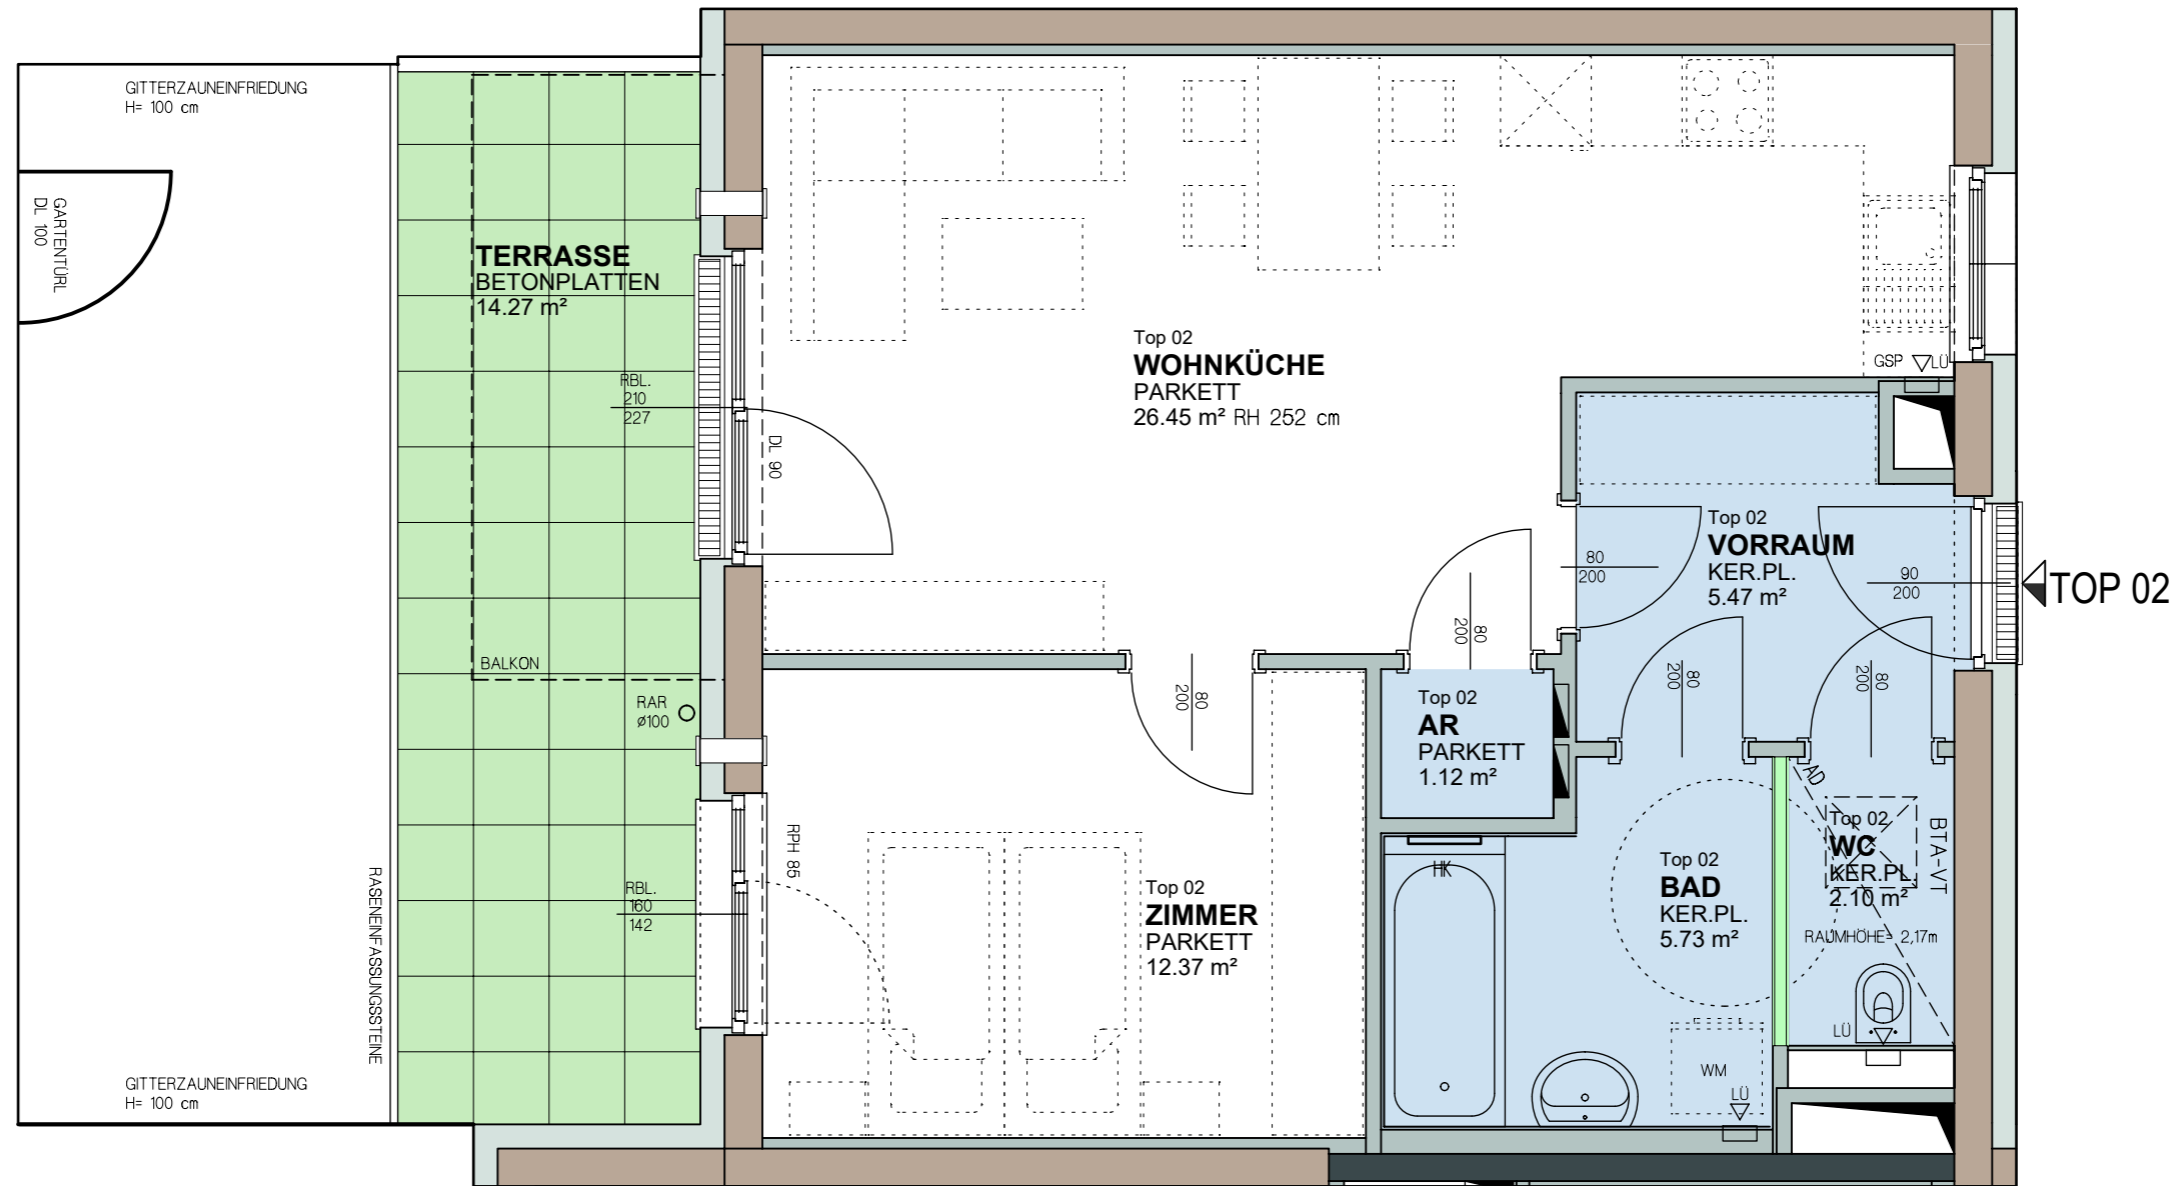 GITTERZAUNEINFRIEDUNG
H= 100 cm
GARTENTÜRL
DL 100
TERRASSE
BETONPLATTEN
14.27 m²
RBL.
210
227
DL 90
Top 02
WOHNKÜCHE
PARKETT
26.45 m² RH 252 cm
GSP
LÜ
Top 02
VORRAUM
KER.PL.
5.47 m²
80
200
90
200
TOP 02
80
200
80
200
80
200
80
200
BALKON
RAR
ø100
Top 02
AR
PARKETT
1.12 m²
RPH 85
RBL.
160
142
Top 02
ZIMMER
PARKETT
12.37 m²
HK
Top 02
BAD
KER.PL.
5.73 m²
AD
Top 02
WC
KER.PL.
2.10 m²
BTA-VT
RAUMHÖHE= 2,17m
LÜ
WM
LÜ
RASENEINFASSUNGSSTEINE
GITTERZAUNEINFRIEDUNG
H= 100 cm